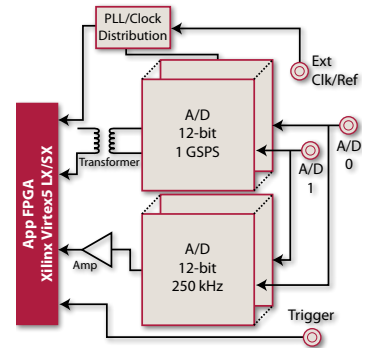 PLL/Clock
Distribution
Ext
Clk/Ref
A/D
12-bit
1 GSPS
Transformer
A/D
0
A/D
1
App FPGA
Xilinx Virtex5 LX/SX
A/D
12-bit
250 kHz
Amp
Trigger